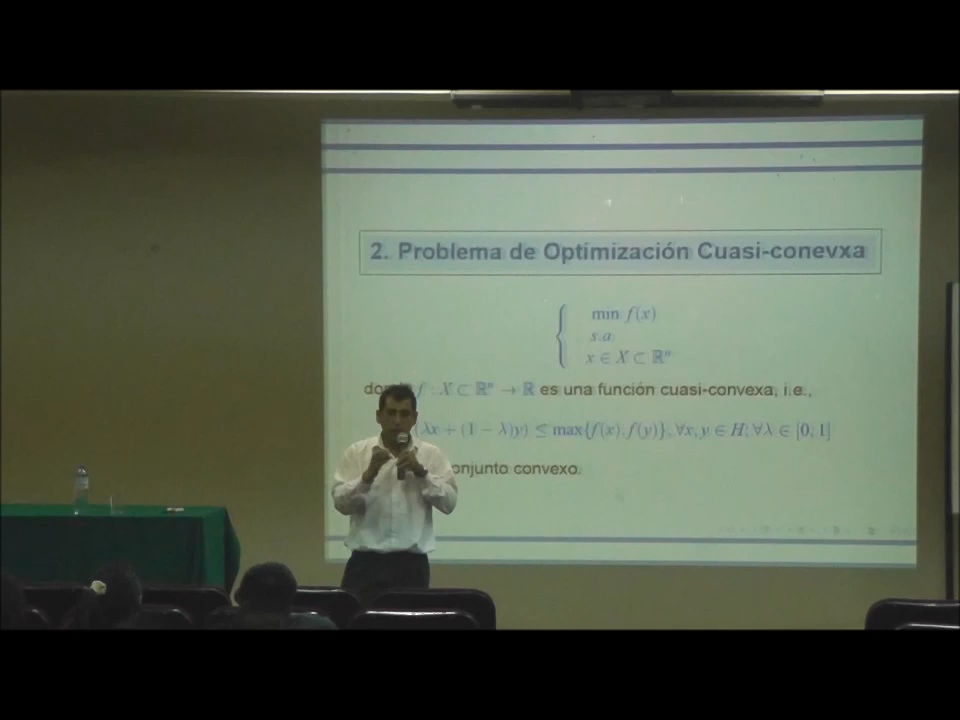 2. Problema de Optimización Cuasi-conevxa
min f(x)
s.a
x ∈ X ⊂ ℝⁿ
f : X ⊂ ℝⁿ → ℝ es una función cuasi-convexa, i.e.,
λx + (1 − λ)y) ≤ max{f(x), f(y)}, ∀x, y ∈ H, ∀λ ∈ [0, 1]
convexo.